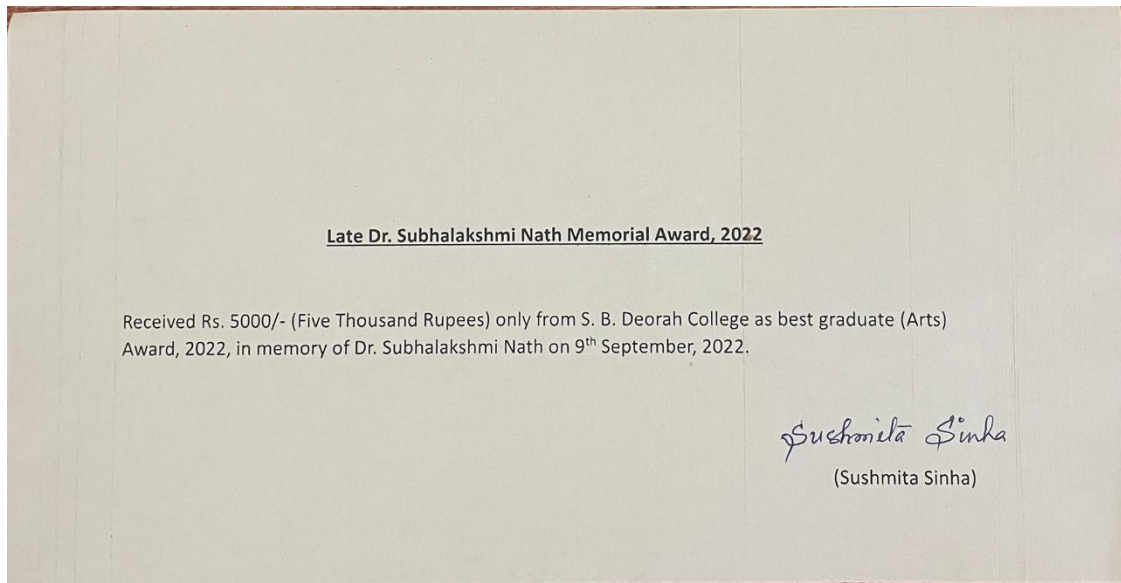 Late Dr. Subhalakshmi Nath Memorial Award, 2022
Received Rs. 5000/- (Five Thousand Rupees) only from S. B. Deorah College as best graduate (Arts)
Award, 2022, in memory of Dr. Subhalakshmi Nath on 9th September, 2022.
Sushmita Sinha
(Sushmita Sinha)